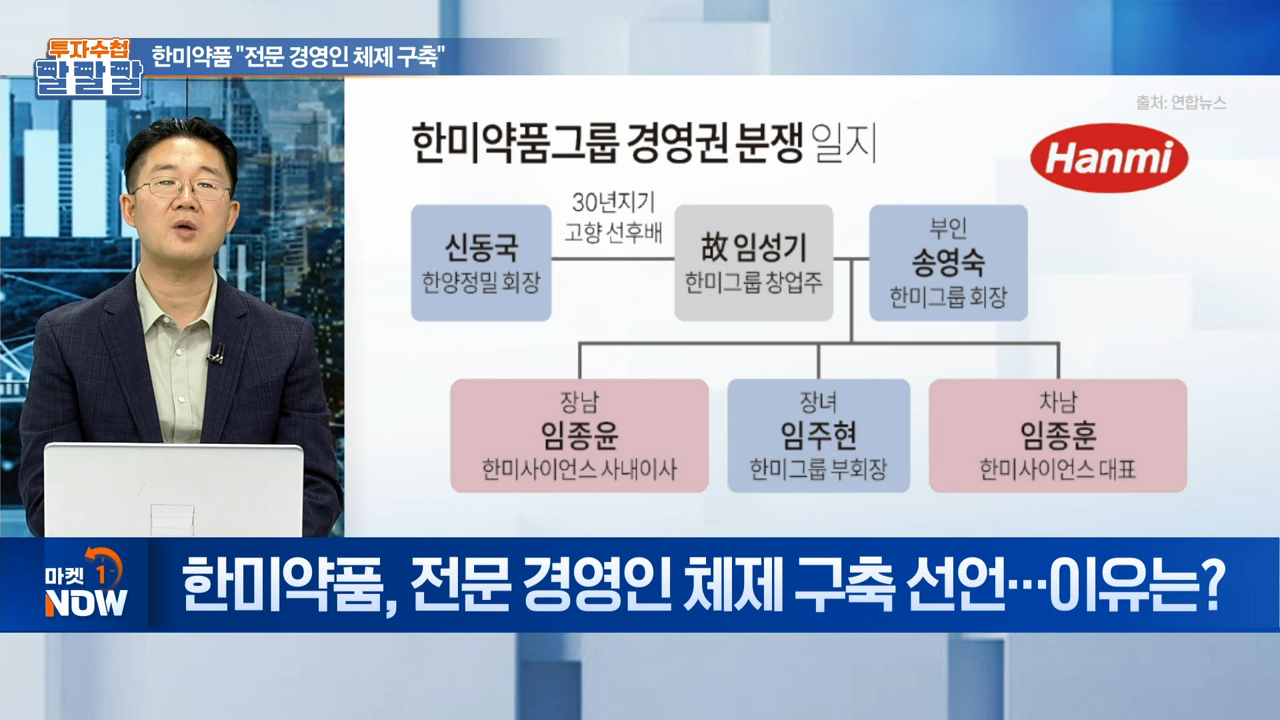 투자수첩
팔팔팔
한미약품 "전문 경영인 체제 구축"
출처: 연합뉴스
한미약품그룹 경영권 분쟁 일지
Hanmi
신동국
한양정밀 회장
30년지기
고향 선후배
故 임성기
한미그룹 창업주
부인
송영숙
한미그룹 회장
장남
임종윤
한미사이언스 사내이사
장녀
임주현
한미그룹 부회장
차남
임종훈
한미사이언스 대표
마켓 1
NOW
한미약품, 전문 경영인 체제 구축 선언…이유는?